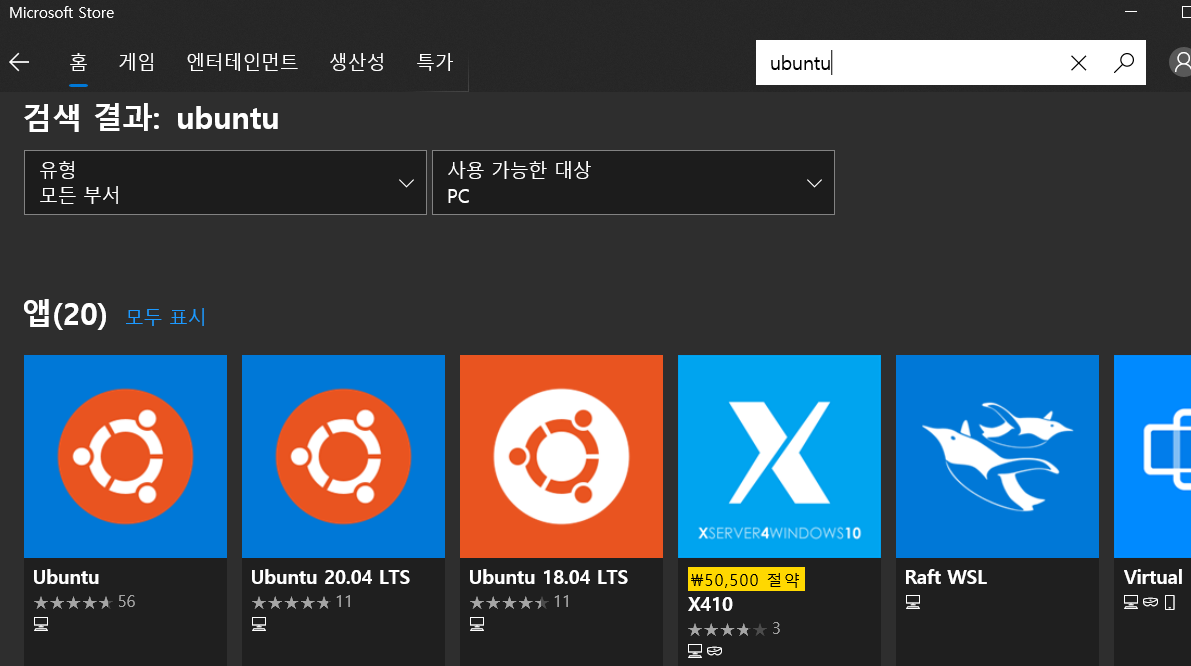 Microsoft Store
홈 게임 엔터테인먼트 생산성 특가
ubuntu
검색 결과: ubuntu
유형
모든 부서
사용 가능한 대상
PC
앱(20) 모두 표시
XSERVER4WINDOWS10
Ubuntu
56
Ubuntu 20.04 LTS
11
Ubuntu 18.04 LTS
11
₩50,500 절약
X410
3
Raft WSL
Virtual